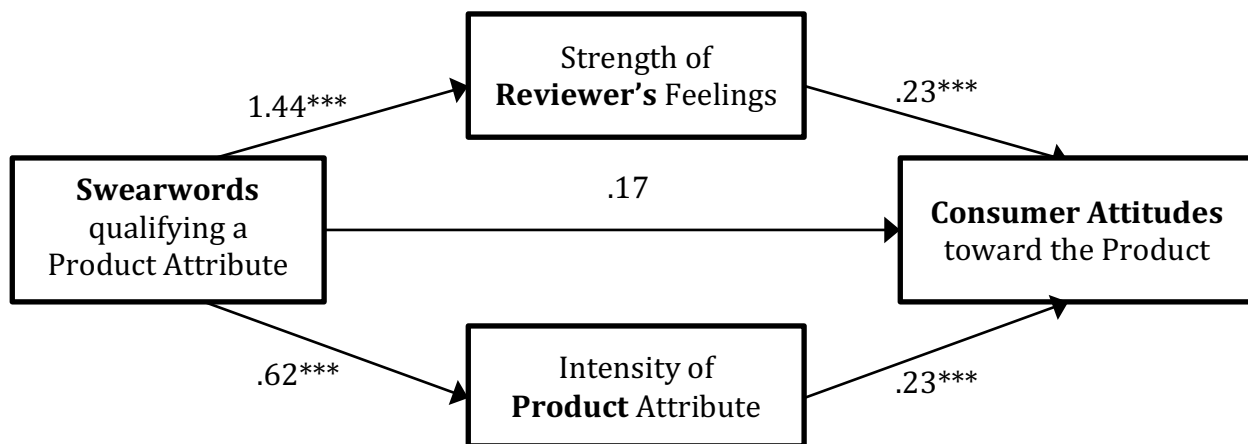 Strength of
Reviewer’s Feelings
1.44***
.23***
Swearwords
qualifying a
Product Attribute
.17
Consumer Attitudes
toward the Product
.62***
Intensity of
Product Attribute
.23***